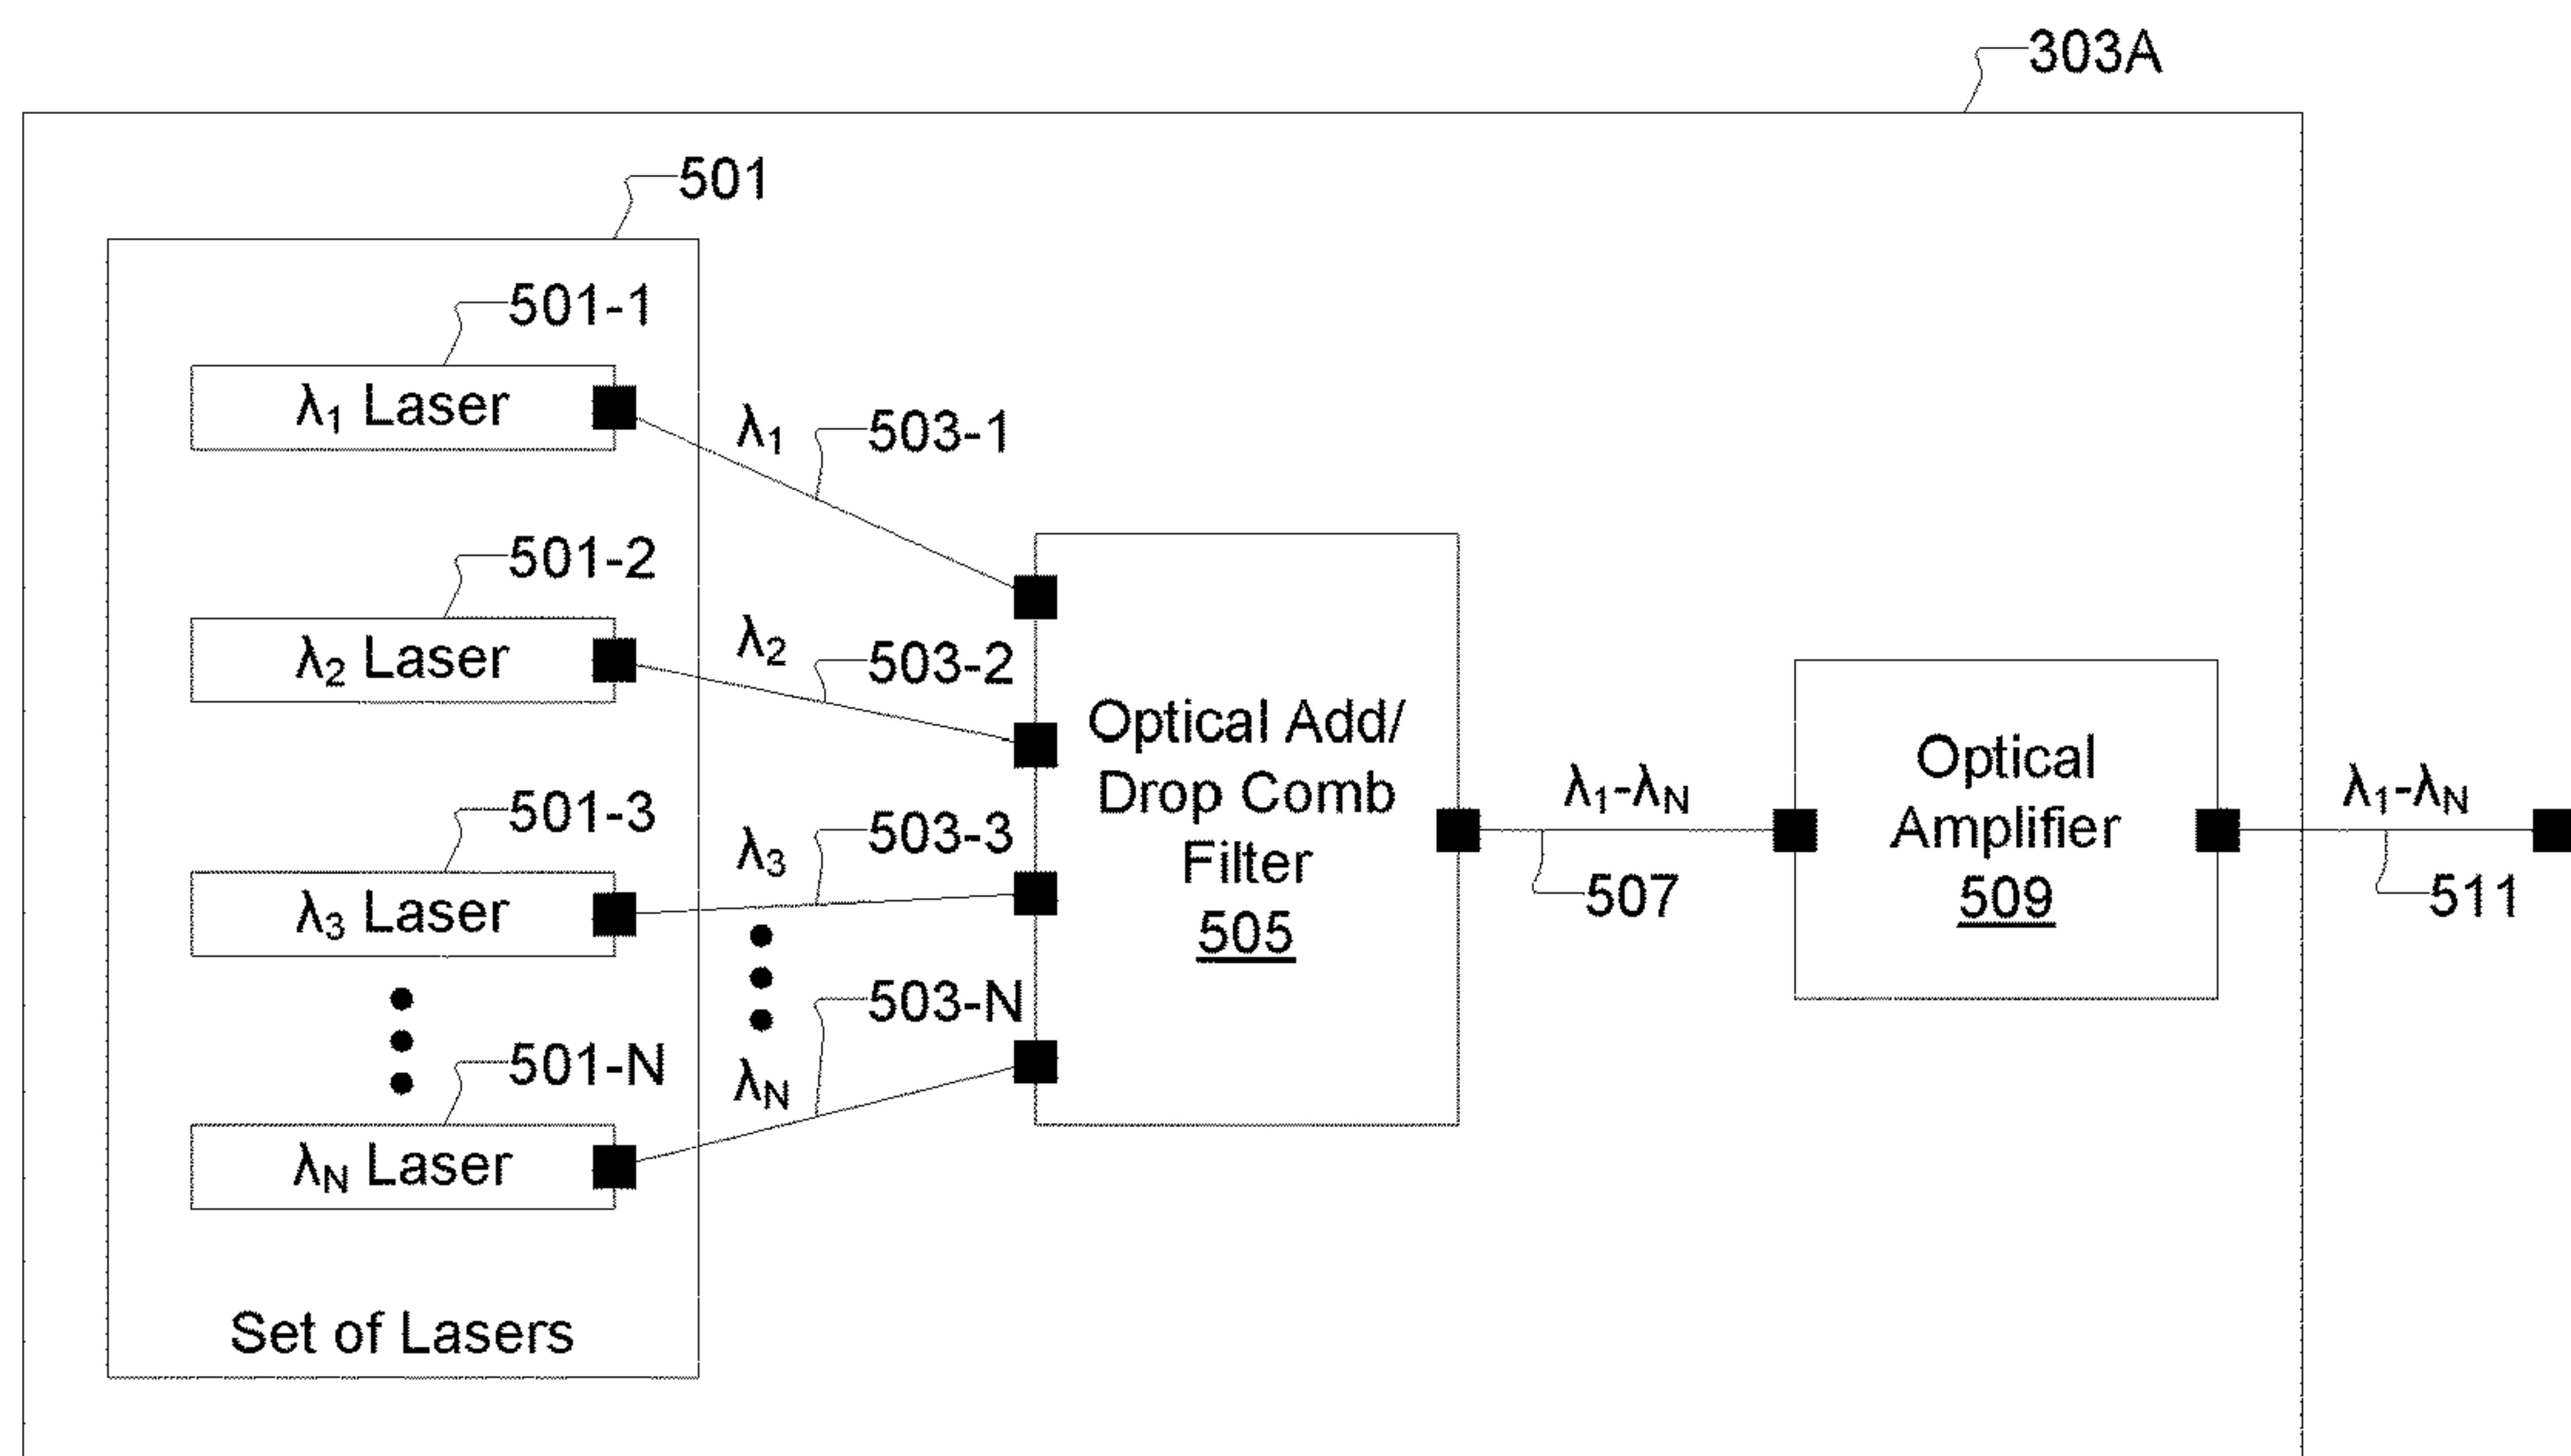 303A
501
501-1
λ₁ Laser
λ₁
503-1
501-2
λ₂ Laser
λ₂
503-2
501-3
λ₃ Laser
λ₃
503-3
501-N
λN Laser
λN
503-N
Set of Lasers
Optical Add/
Drop Comb
Filter
505
λ₁-λN
507
Optical
Amplifier
509
λ₁-λN
511